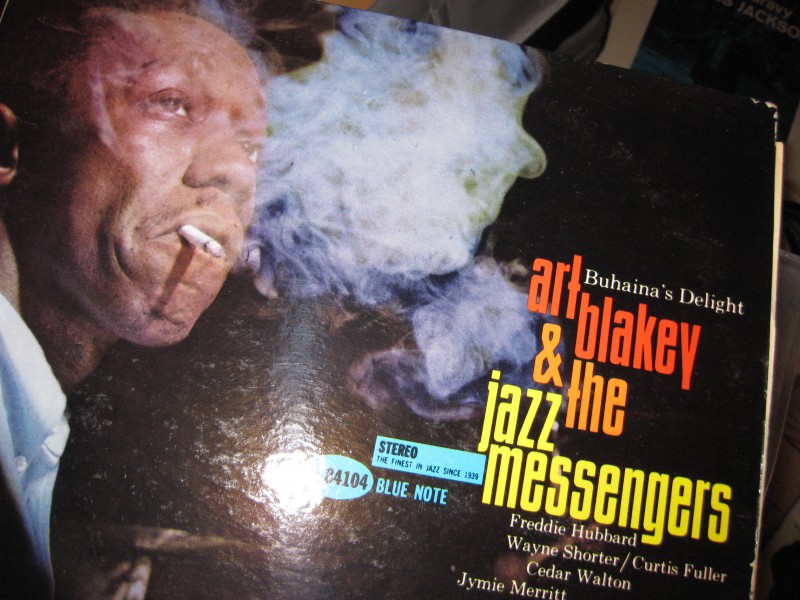 Buhaina's Delight
art
blakey
& the
jazz
messengers
STEREO
THE FINEST IN JAZZ SINCE 1939
84104 BLUE NOTE
Freddie Hubbard
Wayne Shorter/Curtis Fuller
Cedar Walton
Jymie Merritt
JACKSO